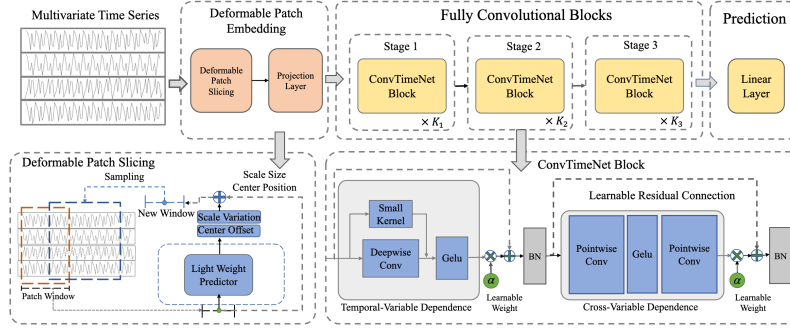 Multivariate Time Series
Deformable Patch
Embedding
Fully Convolutional Blocks
Prediction
Deformable
Patch
Slicing
Projection
Layer
Stage 1
ConvTimeNet
Block
× K1
Stage 2
ConvTimeNet
Block
× K2
Stage 3
ConvTimeNet
Block
× K3
Linear
Layer
Deformable Patch Slicing
Scale Size
Center Position
Sampling
New Window
Scale Variation
Center Offset
Light Weight
Predictor
Patch Window
ConvTimeNet Block
Learnable Residual Connection
Small
Kernel
Deepwise
Conv
Gelu
α
Learnable
Weight
BN
Temporal-Variable Dependence
Pointwise
Conv
Gelu
Pointwise
Conv
α
Learnable
Weight
BN
Cross-Variable Dependence